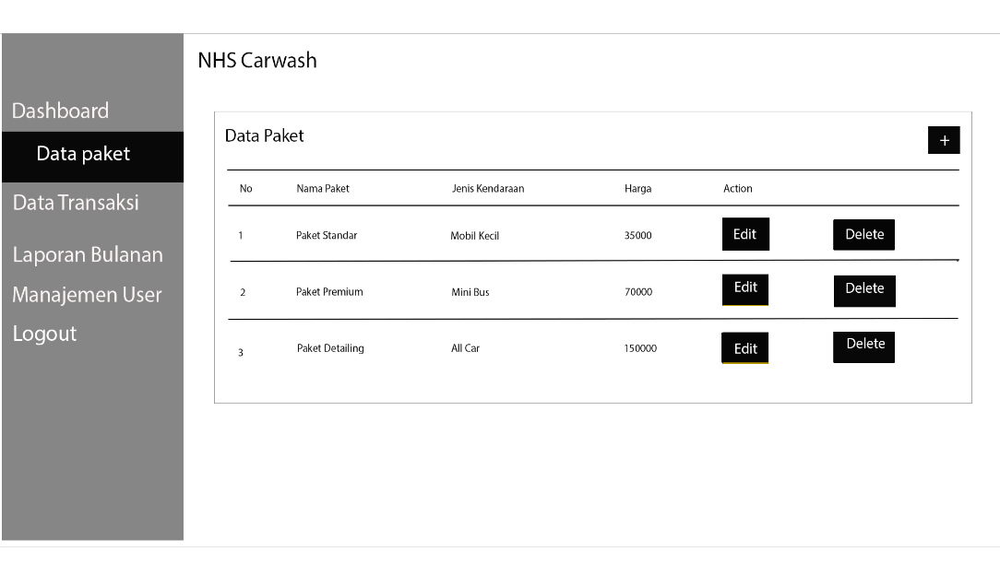 NHS Carwash
Dashboard
Data paket
Data Transaksi
Laporan Bulanan
Manajemen User
Logout
Data Paket
+
No Nama Paket Jenis Kendaraan Harga Action
1 Paket Standar Mobil Kecil 35000 Edit Delete
2 Paket Premium Mini Bus 70000 Edit Delete
3 Paket Detailing All Car 150000 Edit Delete